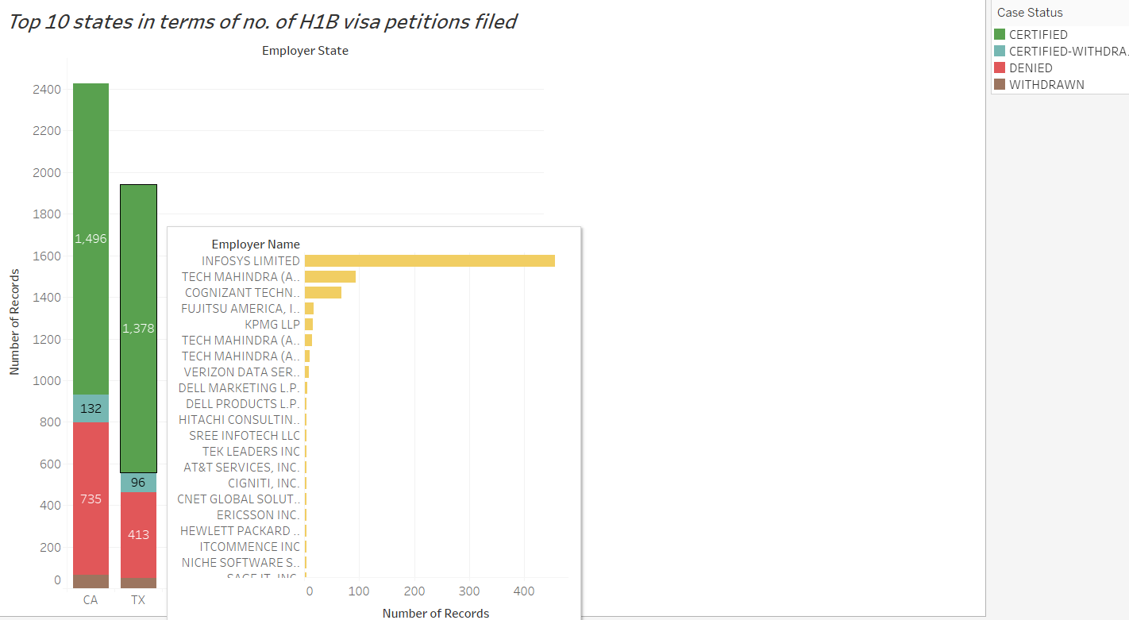 Top 10 states in terms of no. of H1B visa petitions filed
Employer State
Number of Records
2400
2200
2000
1800
1600
1400
1200
1000
800
600
400
200
0
1,496
132
735
1,378
96
413
CA
TX
Employer Name
INFOSYS LIMITED
TECH MAHINDRA (A..
COGNIZANT TECHN..
FUJITSU AMERICA, I..
KPMG LLP
TECH MAHINDRA (A..
TECH MAHINDRA (A..
VERIZON DATA SER..
DELL MARKETING L.P.
DELL PRODUCTS L.P.
HITACHI CONSULTIN..
SREE INFOTECH LLC
TEK LEADERS INC
AT&T SERVICES, INC.
CIGNITI, INC.
CNET GLOBAL SOLUT..
ERICSSON INC.
HEWLETT PACKARD ..
ITCOMMENCE INC
NICHE SOFTWARE S..
SAGE IT, INC.
0 100 200 300 400
Number of Records
Case Status
CERTIFIED
CERTIFIED-WITHDRA.
DENIED
WITHDRAWN